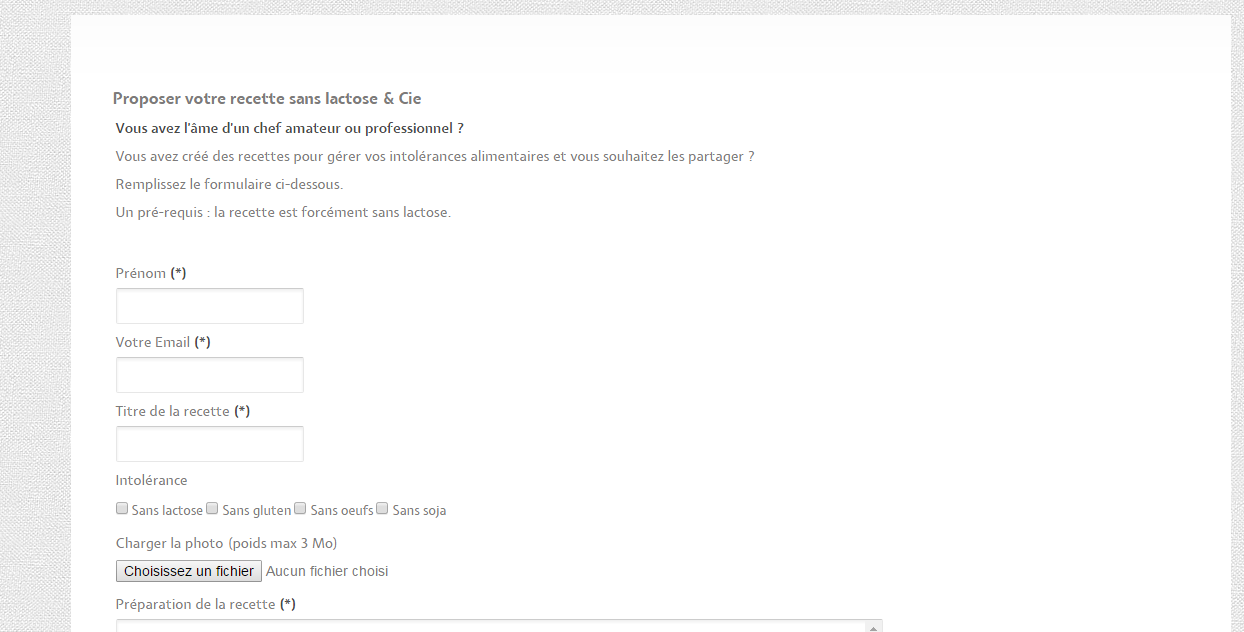 Proposer votre recette sans lactose & Cie
Vous avez l'âme d'un chef amateur ou professionnel ?
Vous avez créé des recettes pour gérer vos intolérances alimentaires et vous souhaitez les partager ?
Remplissez le formulaire ci-dessous.
Un pré-requis : la recette est forcément sans lactose.
Prénom (*)
Votre Email (*)
Titre de la recette (*)
Intolérance
Sans lactose Sans gluten Sans oeufs Sans soja
Charger la photo (poids max 3 Mo)
Choisissez un fichier Aucun fichier choisi
Préparation de la recette (*)